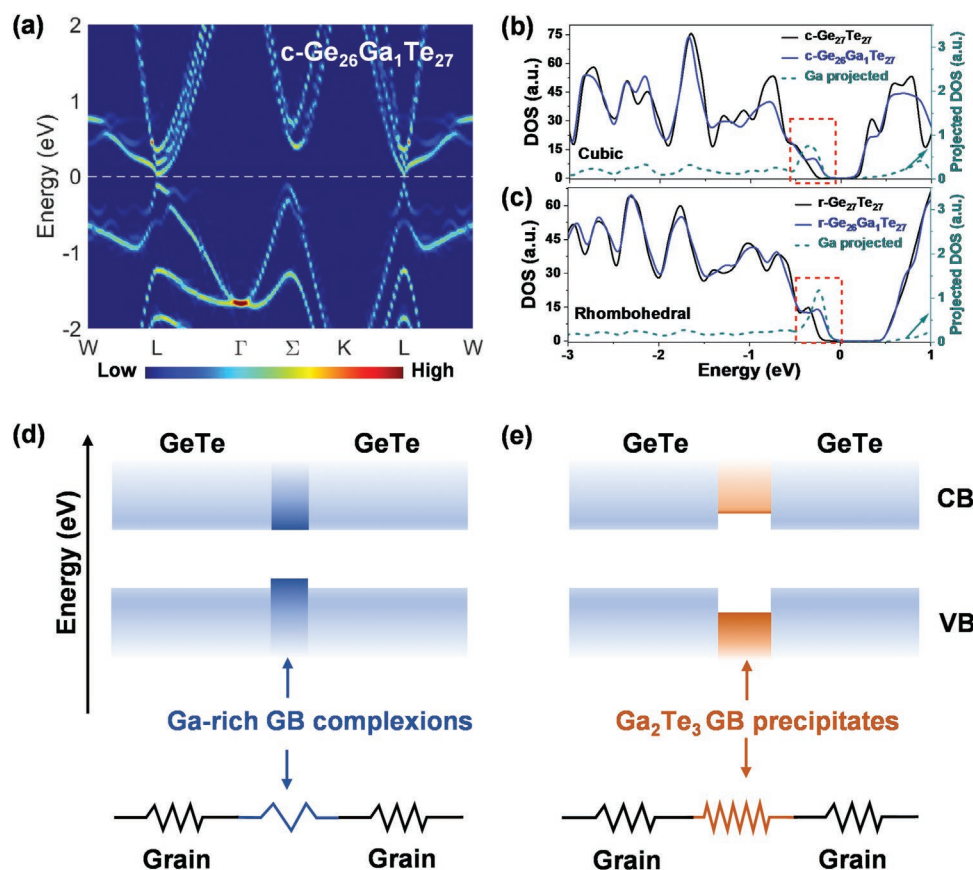 (a)
c-Ge₂₆Ga₁Te₂₇
Energy (eV)
2
1
0
-1
-2
W L Γ Σ K L W
Low High
(b)
DOS (a.u.)
75
60
45
30
15
0
c-Ge₂₇Te₂₇
c-Ge₂₆Ga₁Te₂₇
Ga projected
Cubic
3
2
1
0
Projected DOS (a.u.)
(c)
DOS (a.u.)
60
45
30
15
0
r-Ge₂₇Te₂₇
r-Ge₂₆Ga₁Te₂₇
Ga projected
Rhombohedral
3
2
1
0
Projected DOS (a.u.)
-3 -2 -1 0 1
Energy (eV)
(d)
GeTe GeTe
Energy (eV)
Ga-rich GB complexions
Grain Grain
(e)
GeTe GeTe
CB
VB
Ga₂Te₃ GB precipitates
Grain Grain